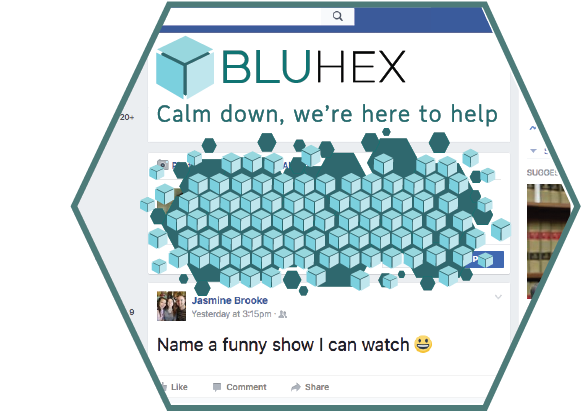 BLUHEX
20+
Calm down, we're here to help
SUGGES
9
Jasmine Brooke
Yesterday at 3:15pm ·
Name a funny show I can watch 😃
Like Comment Share